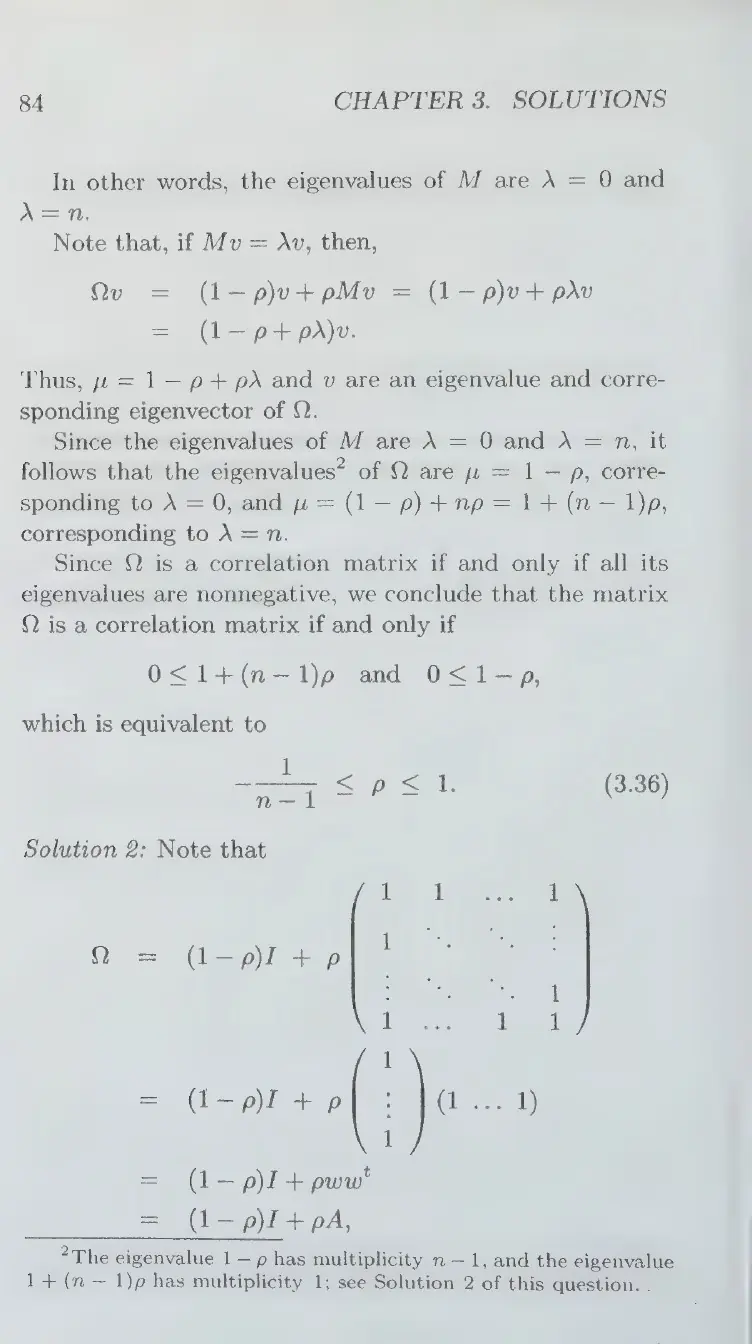 84 CHAPTER 3. SOLUTIONS
In other words, the eigenvalues of M are λ = 0 and
λ = n.
Note that, if Mv = λv, then,
Ωv = (1 − ρ)v + ρMv = (1 − ρ)v + ρλv
= (1 − ρ + ρλ)v.
Thus, μ = 1 − ρ + ρλ and v are an eigenvalue and corre-
sponding eigenvector of Ω.
Since the eigenvalues of M are λ = 0 and λ = n, it
follows that the eigenvalues² of Ω are μ = 1 − ρ, corre-
sponding to λ = 0, and μ = (1 − ρ) + nρ = 1 + (n − 1)ρ,
corresponding to λ = n.
Since Ω is a correlation matrix if and only if all its
eigenvalues are nonnegative, we conclude that the matrix
Ω is a correlation matrix if and only if
0 ≤ 1 + (n − 1)ρ and 0 ≤ 1 − ρ,
which is equivalent to
−1/(n − 1) ≤ ρ ≤ 1. (3.36)
Solution 2: Note that
Ω = (1 − ρ)I + ρ
( 1 1 … 1 )
( 1 ⋱ ⋱ ⋮ )
( ⋮ ⋱ ⋱ 1 )
( 1 … 1 1 )
= (1 − ρ)I + ρ ( 1 ⋮ 1 ) (1 … 1)
= (1 − ρ)I + ρwwᵗ
= (1 − ρ)I + ρA,
²The eigenvalue 1 − ρ has multiplicity n − 1, and the eigenvalue
1 + (n − 1)ρ has multiplicity 1; see Solution 2 of this question. .